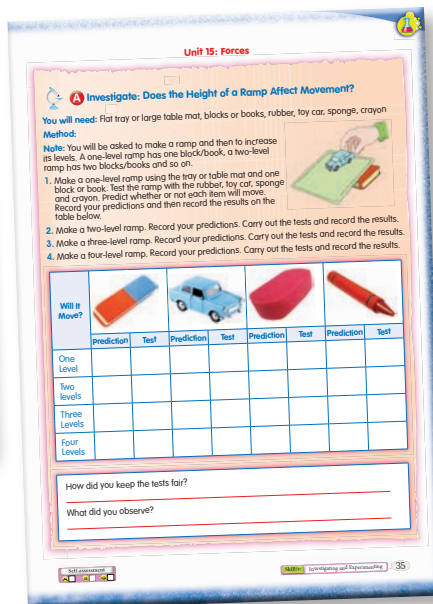 Unit 15: Forces
A Investigate: Does the Height of a Ramp Affect Movement?
You will need: Flat tray or large table mat, blocks or books, rubber, toy car, sponge, crayon
Method:
Note: You will be asked to make a ramp and then to increase
its levels. A one-level ramp has one block/book, a two-level
ramp has two blocks/books and so on.
1. Make a one-level ramp using the tray or table mat and one
block or book. Test the ramp with the rubber, toy car, sponge
and crayon. Predict whether or not each item will move.
Record your predictions and then record the results on the
table below.
2. Make a two-level ramp. Record your predictions. Carry out the tests and record the results.
3. Make a three-level ramp. Record your predictions. Carry out the tests and record the results.
4. Make a four-level ramp. Record your predictions. Carry out the tests and record the results.
Will It
Move?
Prediction Test Prediction Test Prediction Test Prediction Test
One
Level
Two
levels
Three
Levels
Four
Levels
How did you keep the tests fair?
What did you observe?
Self-assessment
Skill(s): Investigating and Experimenting 35